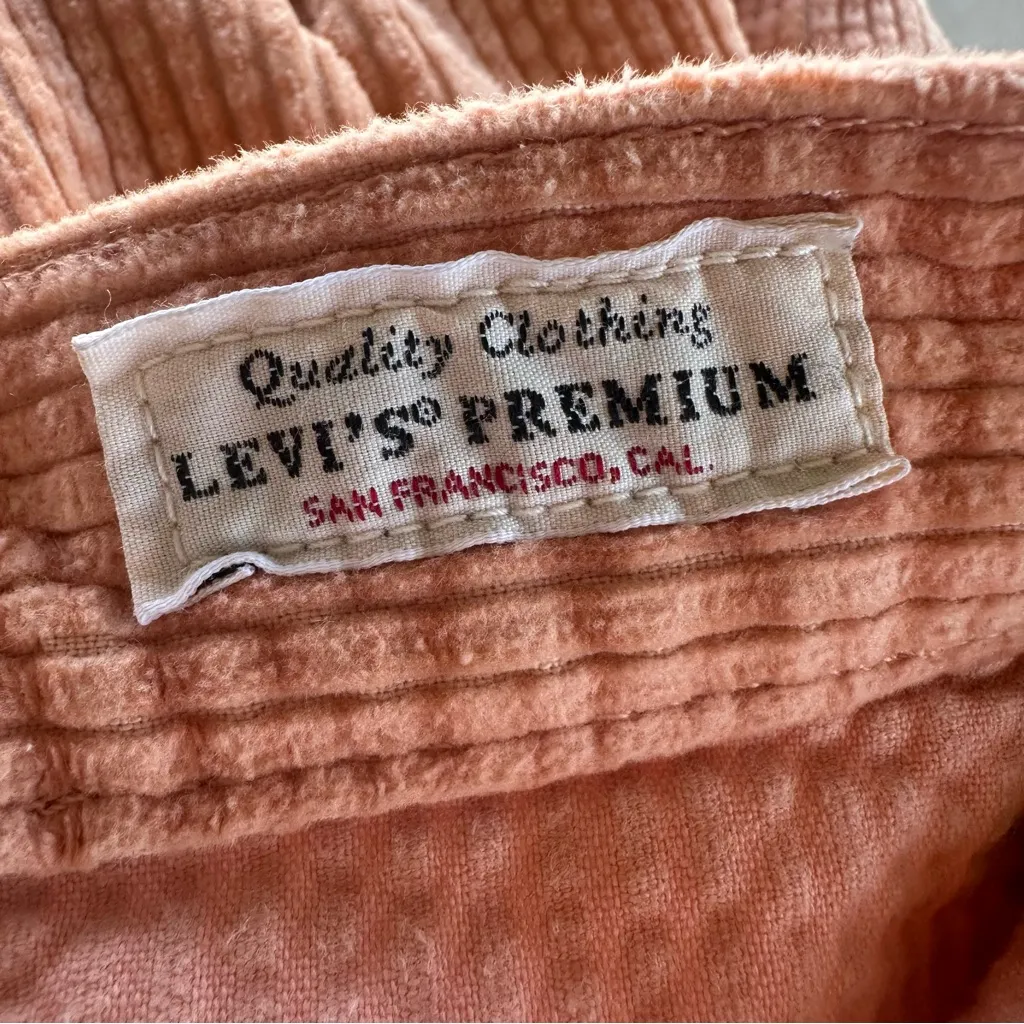 Quality Clothing
LEVI'S® PREMIUM
SAN FRANCISCO, CAL.